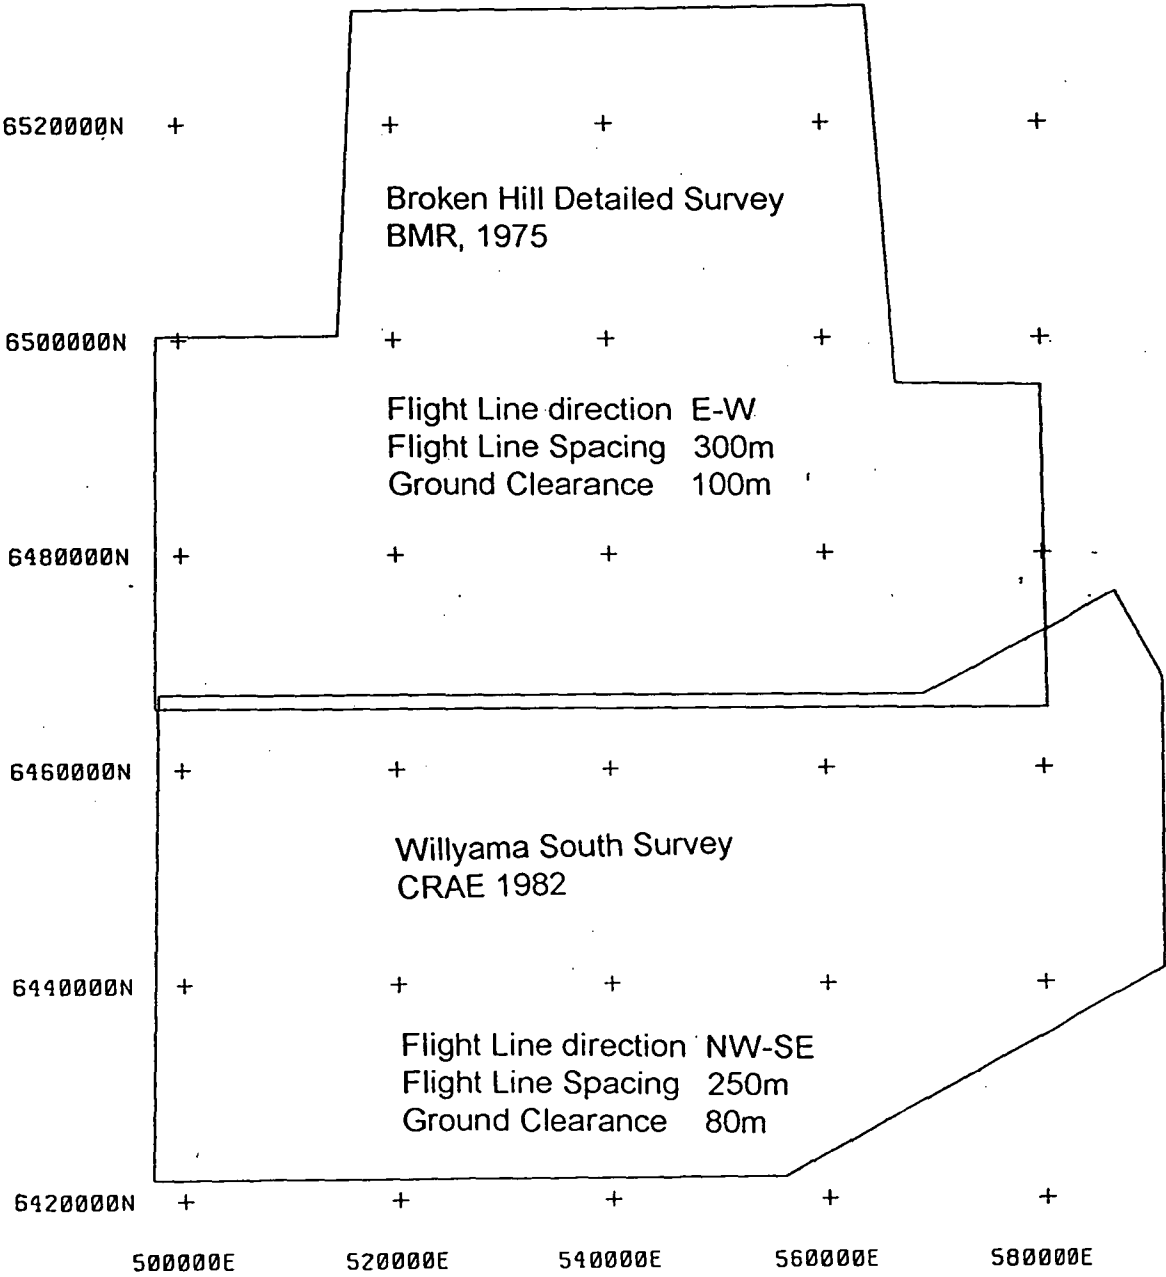 6520000N
Broken Hill Detailed Survey
BMR, 1975
6500000N
Flight Line direction E-W
Flight Line Spacing 300m
Ground Clearance 100m
6480000N
6460000N
Willyama South Survey
CRAE 1982
6440000N
Flight Line direction NW-SE
Flight Line Spacing 250m
Ground Clearance 80m
6420000N
500000E 520000E 540000E 560000E 580000E